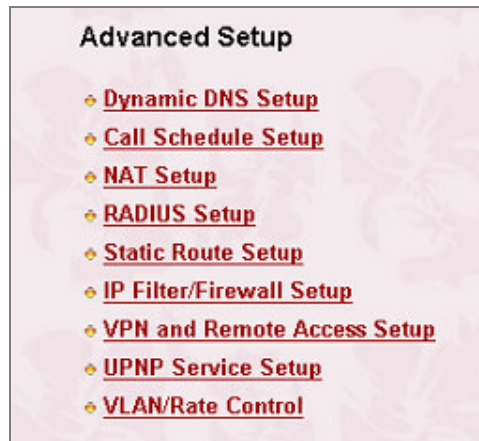 Advanced Setup
Dynamic DNS Setup
Call Schedule Setup
NAT Setup
RADIUS Setup
Static Route Setup
IP Filter/Firewall Setup
VPN and Remote Access Setup
UPNP Service Setup
VLAN/Rate Control